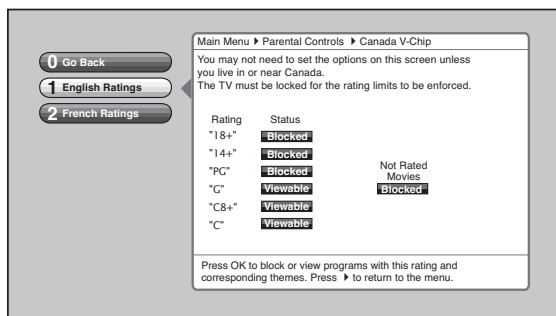 Main Menu ▶ Parental Controls ▶ Canada V-Chip
0 Go Back
1 English Ratings
2 French Ratings
You may not need to set the options on this screen unless
you live in or near Canada.
The TV must be locked for the rating limits to be enforced.
Rating Status
"18+" Blocked
"14+" Blocked
"PG" Blocked
"G" Viewable
"C8+" Viewable
"C" Viewable
Not Rated
Movies
Blocked
Press OK to block or view programs with this rating and
corresponding themes. Press ▶ to return to the menu.